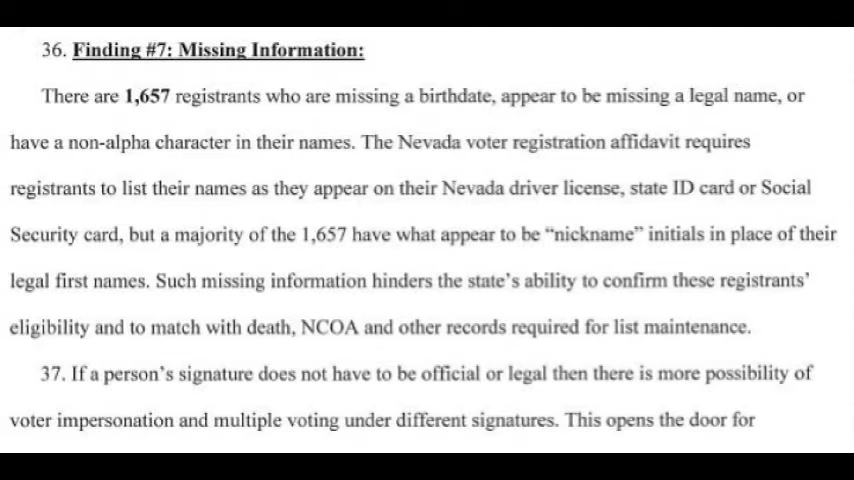 36. Finding #7: Missing Information:
There are 1,657 registrants who are missing a birthdate, appear to be missing a legal name, or
have a non-alpha character in their names. The Nevada voter registration affidavit requires
registrants to list their names as they appear on their Nevada driver license, state ID card or Social
Security card, but a majority of the 1,657 have what appear to be “nickname” initials in place of their
legal first names. Such missing information hinders the state’s ability to confirm these registrants’
eligibility and to match with death, NCOA and other records required for list maintenance.
37. If a person’s signature does not have to be official or legal then there is more possibility of
voter impersonation and multiple voting under different signatures. This opens the door for